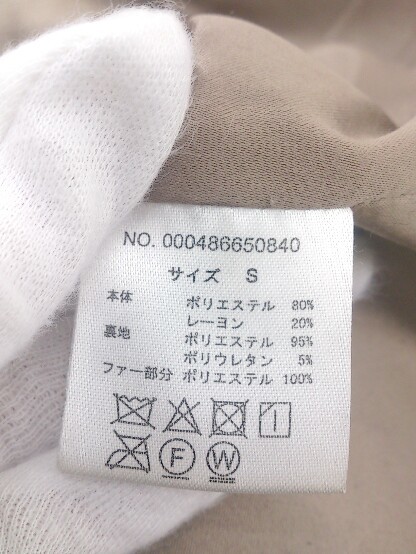 NO. 000486650840
サイズ S
本体 ポリエステル 80%
レーヨン 20%
裏地 ポリエステル 95%
ポリウレタン 5%
ファー部分 ポリエステル 100%
F W